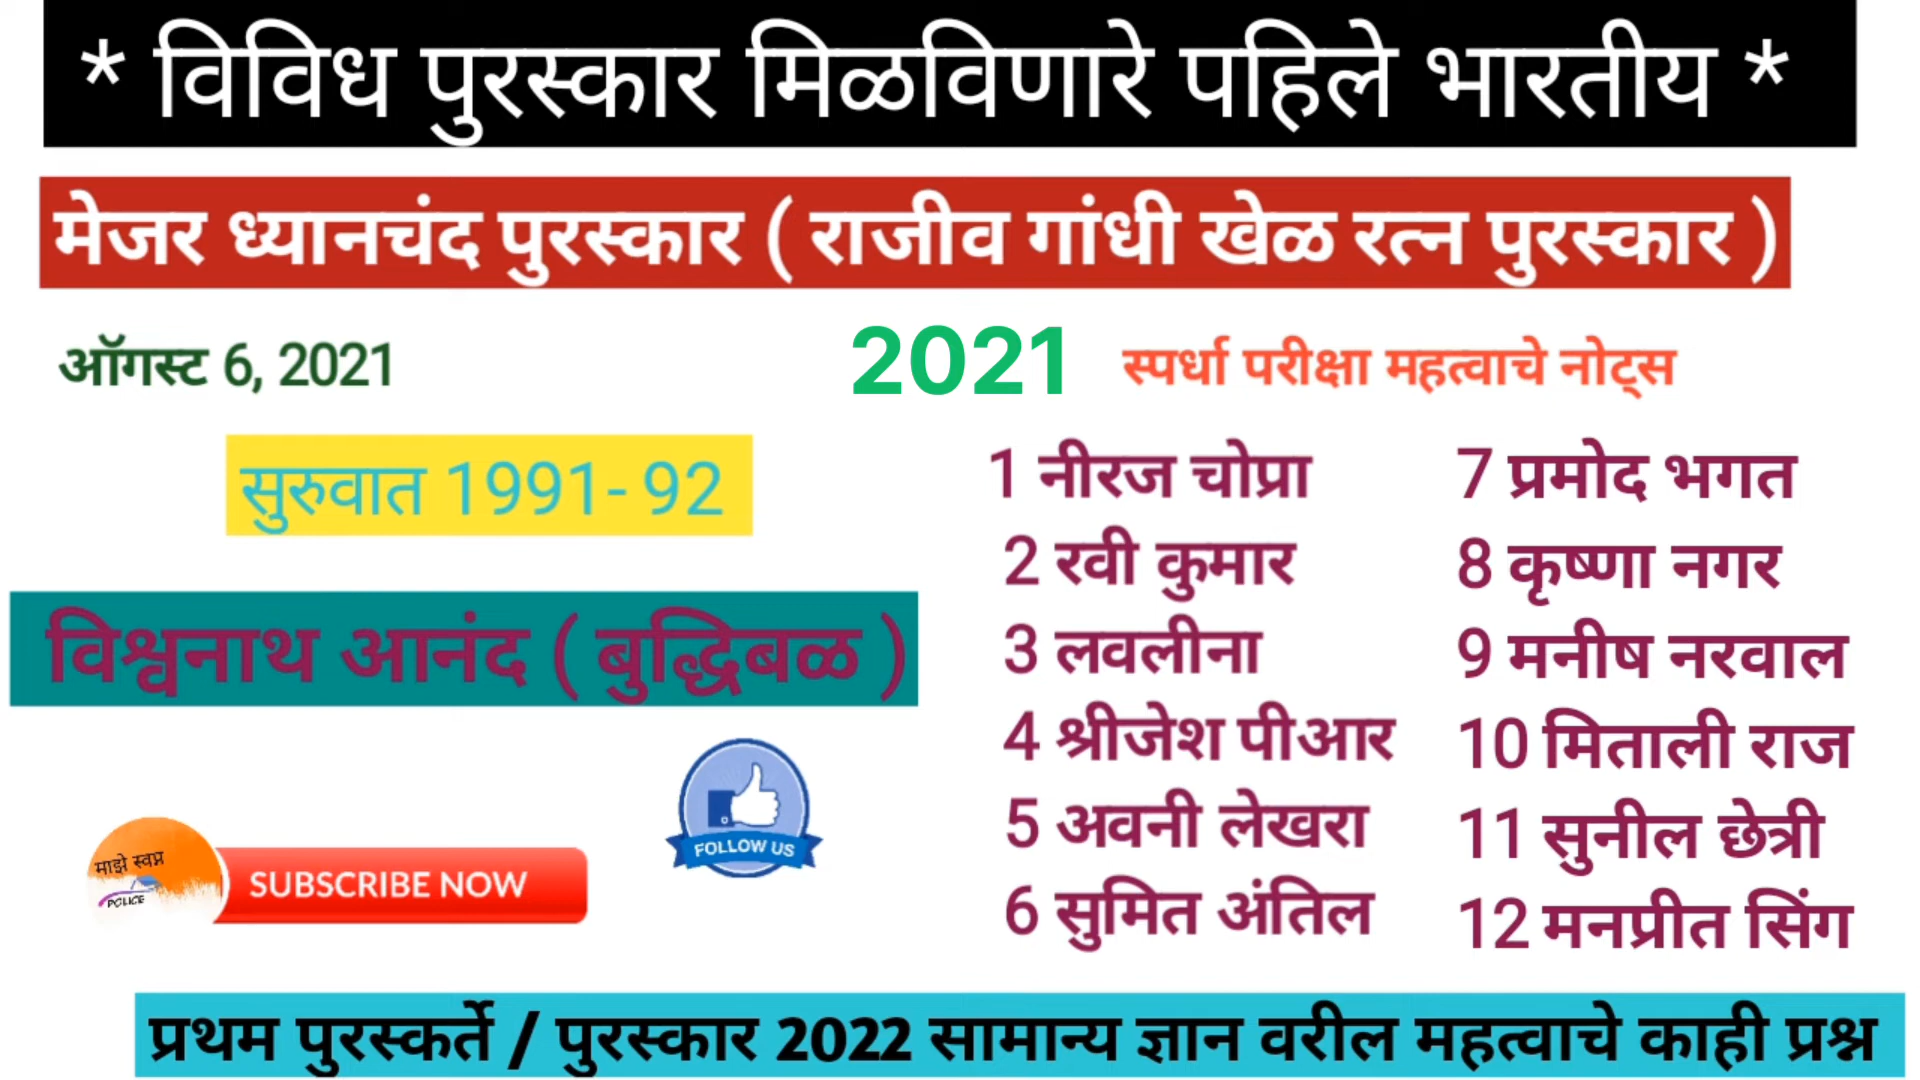 * विविध पुरस्कार मिळविणारे पहिले भारतीय *
मेजर ध्यानचंद पुरस्कार ( राजीव गांधी खेळ रत्न पुरस्कार )
ऑगस्ट 6, 2021
2021
स्पर्धा परीक्षा महत्वाचे नोट्स
सुरुवात 1991- 92
विश्वनाथ आनंद ( बुद्धिबळ )
1 नीरज चोप्रा
2 रवी कुमार
3 लवलीना
4 श्रीजेश पीआर
5 अवनी लेखरा
6 सुमित अंतिल
7 प्रमोद भगत
8 कृष्णा नगर
9 मनीष नरवाल
10 मिताली राज
11 सुनील छेत्री
12 मनप्रीत सिंग
माझे स्वप्न
POLICE
SUBSCRIBE NOW
FOLLOW US
प्रथम पुरस्कर्ते / पुरस्कार 2022 सामान्य ज्ञान वरील महत्वाचे काही प्रश्न